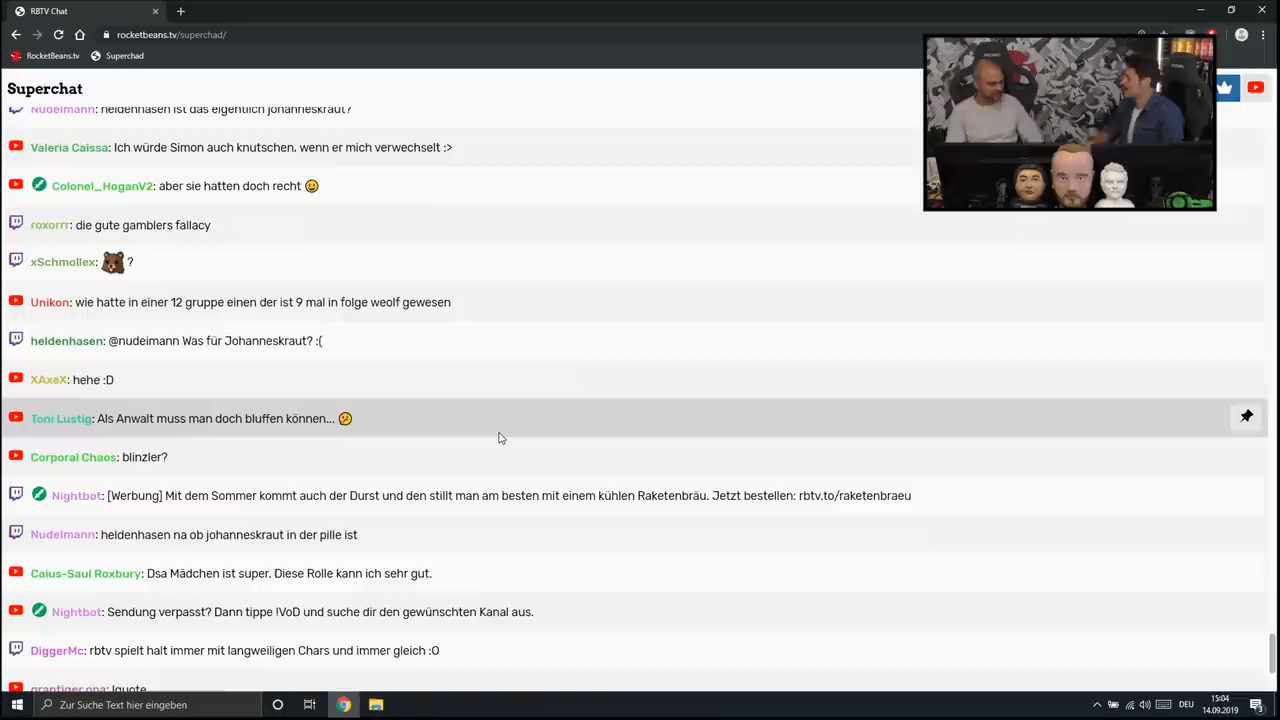 RBTV Chat
rocketbeans.tv/superchad/
RocketBeans.tv
Superchad
Superchat
Nudelmann: heldenhasen ist das eigentlich johanneskraut?
Valeria Caissa: Ich würde Simon auch knutschen, wenn er mich verwechselt :>
Colonel_HoganV2: aber sie hatten doch recht
roxorrr: die gute gamblers fallacy
xSchmollex: ?
Unikon: wie hatte in einer 12 gruppe einen der ist 9 mal in folge weolf gewesen
heldenhasen: @nudeimann Was für Johanneskraut? :(
XAxeX: hehe :D
Toni Lustig: Als Anwalt muss man doch bluffen können...
Corporal Chaos: blinzler?
Nightbot: [Werbung] Mit dem Sommer kommt auch der Durst und den stillt man am besten mit einem kühlen Raketenbräu. Jetzt bestellen: rbtv.to/raketenbraeu
Nudelmann: heldenhasen na ob johanneskraut in der pille ist
Caius-Saul Roxbury: Dsa Mädchen ist super. Diese Rolle kann ich sehr gut.
Nightbot: Sendung verpasst? Dann tippe !VoD und suche dir den gewünschten Kanal aus.
DiggerMc: rbtv spielt halt immer mit langweiligen Chars und immer gleich :O
!quote
Zur Suche Text hier eingeben
DEU
15:04
14.09.2019
3